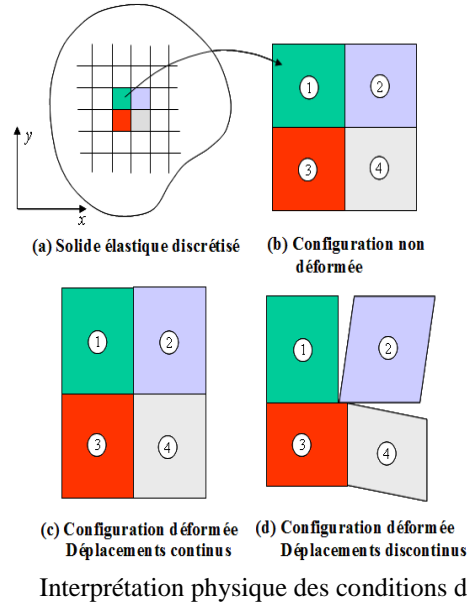 y
x
1
2
3
4
(a) Solide élastique discrétisé
(b) Configuration non
déformée
1
2
3
4
1
2
3
4
(c) Configuration déformée
Déplacements continus
(d) Configuration déformée
Déplacements discontinus
Interprétation physique des conditions d